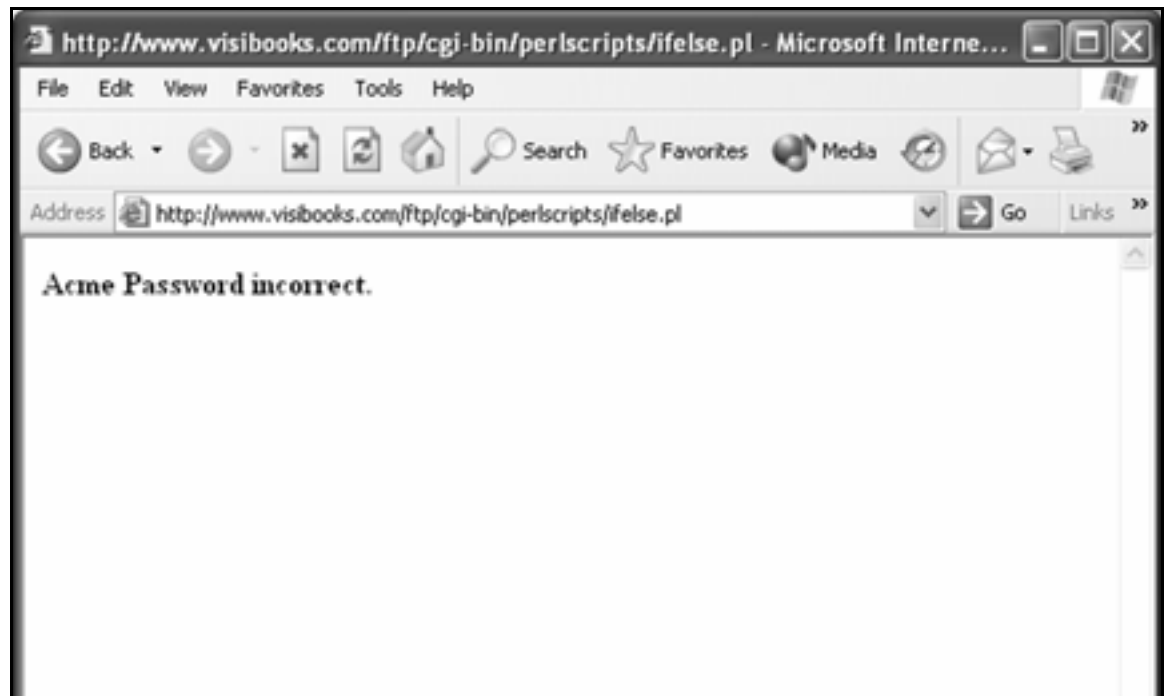 http://www.visibooks.com/ftp/cgi-bin/perlscripts/ifelse.pl - Microsoft Interne...
File Edit View Favorites Tools Help
Back Search Favorites Media »
Address http://www.visibooks.com/ftp/cgi-bin/perlscripts/ifelse.pl Go Links »
Acme Password incorrect.